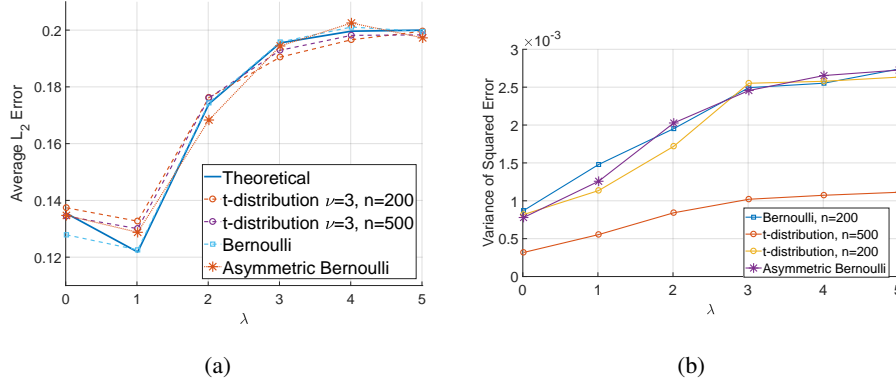 0.2
0.18
0.16
0.14
0.12
Average L₂ Error
0 1 2 3 4 5
λ
Theoretical
t-distribution ν=3, n=200
t-distribution ν=3, n=500
Bernoulli
Asymmetric Bernoulli
(a)
×10⁻³
3
2.5
2
1.5
1
0.5
0
Variance of Squared Error
0 1 2 3 4 5
λ
Bernoulli, n=200
t-distribution, n=500
t-distribution, n=200
Asymmetric Bernoulli
(b)